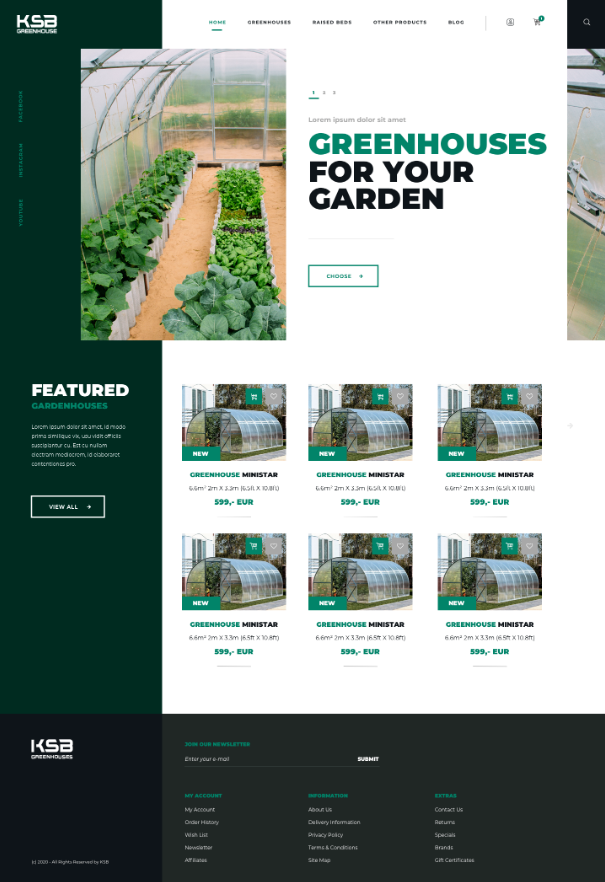 KSB
GREENHOUSE
HOME
GREENHOUSES
RAISED BEDS
OTHER PRODUCTS
BLOG
1
FACEBOOK
INSTAGRAM
YOUTUBE
1 2 3
Lorem ipsum dolor sit amet
GREENHOUSES
FOR YOUR
GARDEN
CHOOSE
FEATURED
GARDENHOUSES
Lorem ipsum dolor sit amet, id modo
prima similique vix, usu vidit officiis
suscipiantur cu. Est cu nullam
electram mediocrem, id elaboraret
contentiones pro.
VIEW ALL
NEW
GREENHOUSE MINISTAR
6.6m² 2m X 3.3m (6.5ft X 10.8ft)
599,- EUR
NEW
GREENHOUSE MINISTAR
6.6m² 2m X 3.3m (6.5ft X 10.8ft)
599,- EUR
NEW
GREENHOUSE MINISTAR
6.6m² 2m X 3.3m (6.5ft X 10.8ft)
599,- EUR
NEW
GREENHOUSE MINISTAR
6.6m² 2m X 3.3m (6.5ft X 10.8ft)
599,- EUR
NEW
GREENHOUSE MINISTAR
6.6m² 2m X 3.3m (6.5ft X 10.8ft)
599,- EUR
NEW
GREENHOUSE MINISTAR
6.6m² 2m X 3.3m (6.5ft X 10.8ft)
599,- EUR
KSB
GREENHOUSES
(c) 2020 - All Rights Reserved by KSB
JOIN OUR NEWSLETTER
Enter your e-mail
SUBMIT
MY ACCOUNT
My Account
Order History
Wish List
Newsletter
Affiliates
INFORMATION
About Us
Delivery Information
Privacy Policy
Terms & Conditions
Site Map
EXTRAS
Contact Us
Returns
Specials
Brands
Gift Certificates